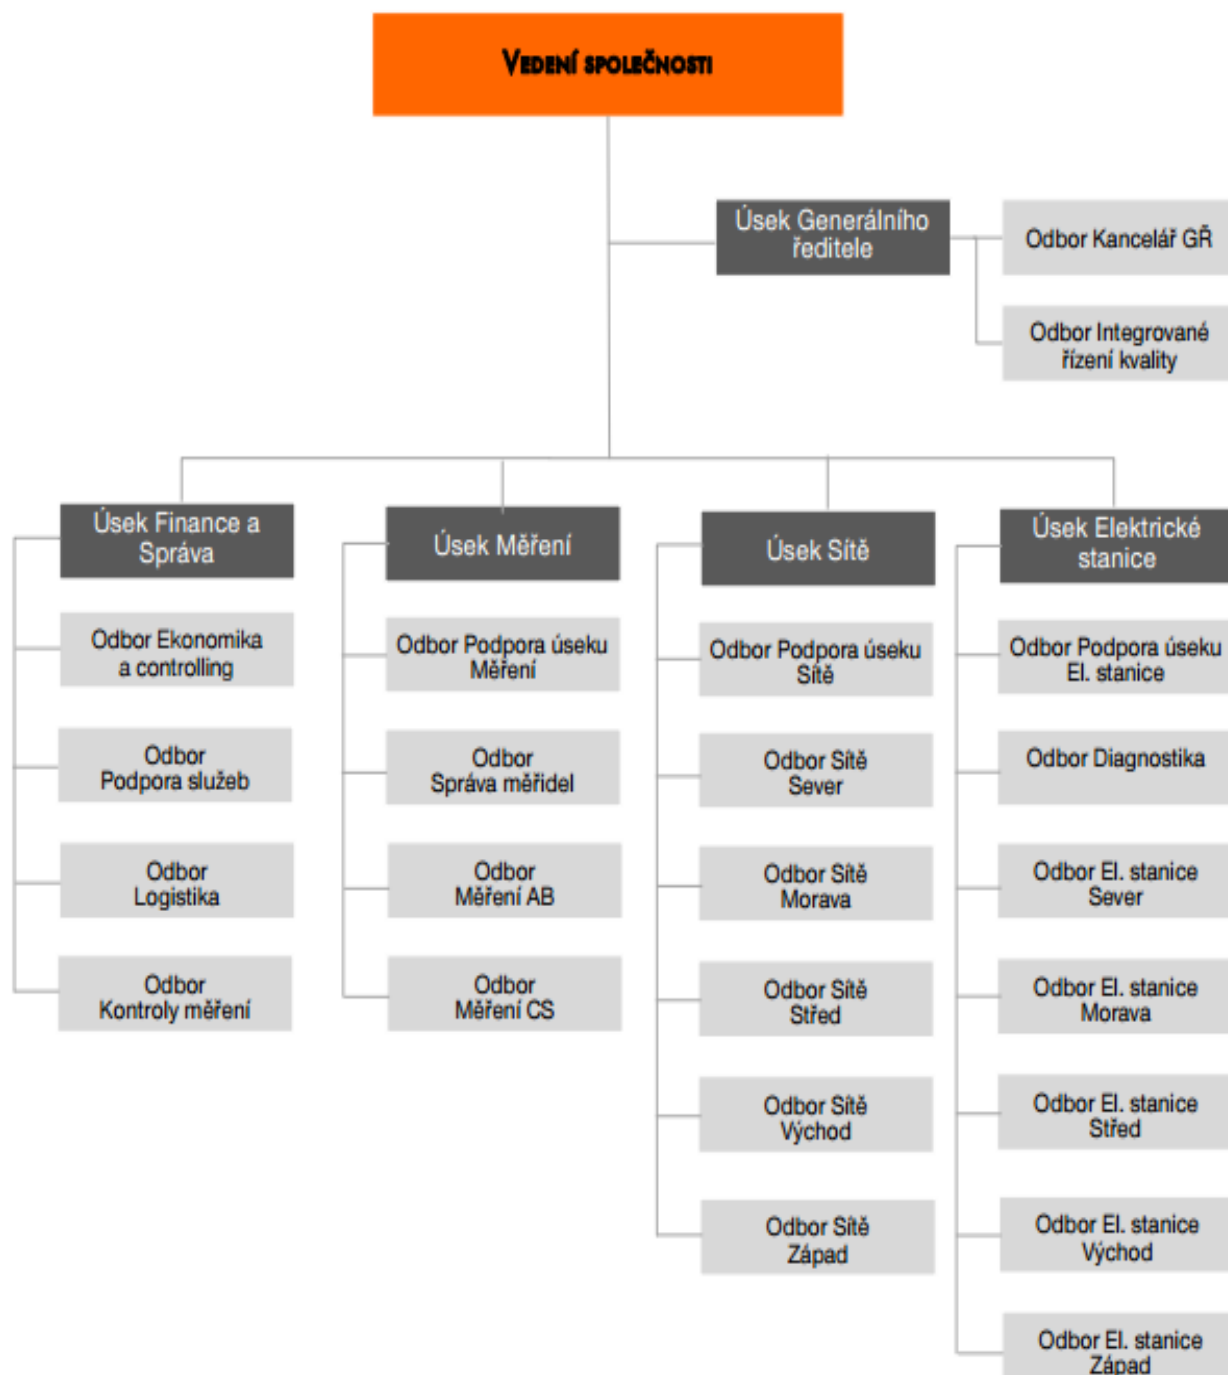 VEDENÍ SPOLEČNOSTI
Úsek Generálního
ředitele
Odbor Kancelář GŘ
Odbor Integrované
řízení kvality
Úsek Finance a
Správa
Odbor Ekonomika
a controlling
Odbor
Podpora služeb
Odbor
Logistika
Odbor
Kontroly měření
Úsek Měření
Odbor Podpora úseku
Měření
Odbor
Správa měřidel
Odbor
Měření AB
Odbor
Měření CS
Úsek Sítě
Odbor Podpora úseku
Sítě
Odbor Sítě
Sever
Odbor Sítě
Morava
Odbor Sítě
Střed
Odbor Sítě
Východ
Odbor Sítě
Západ
Úsek Elektrické
stanice
Odbor Podpora úseku
El. stanice
Odbor Diagnostika
Odbor El. stanice
Sever
Odbor El. stanice
Morava
Odbor El. stanice
Střed
Odbor El. stanice
Východ
Odbor El. stanice
Západ